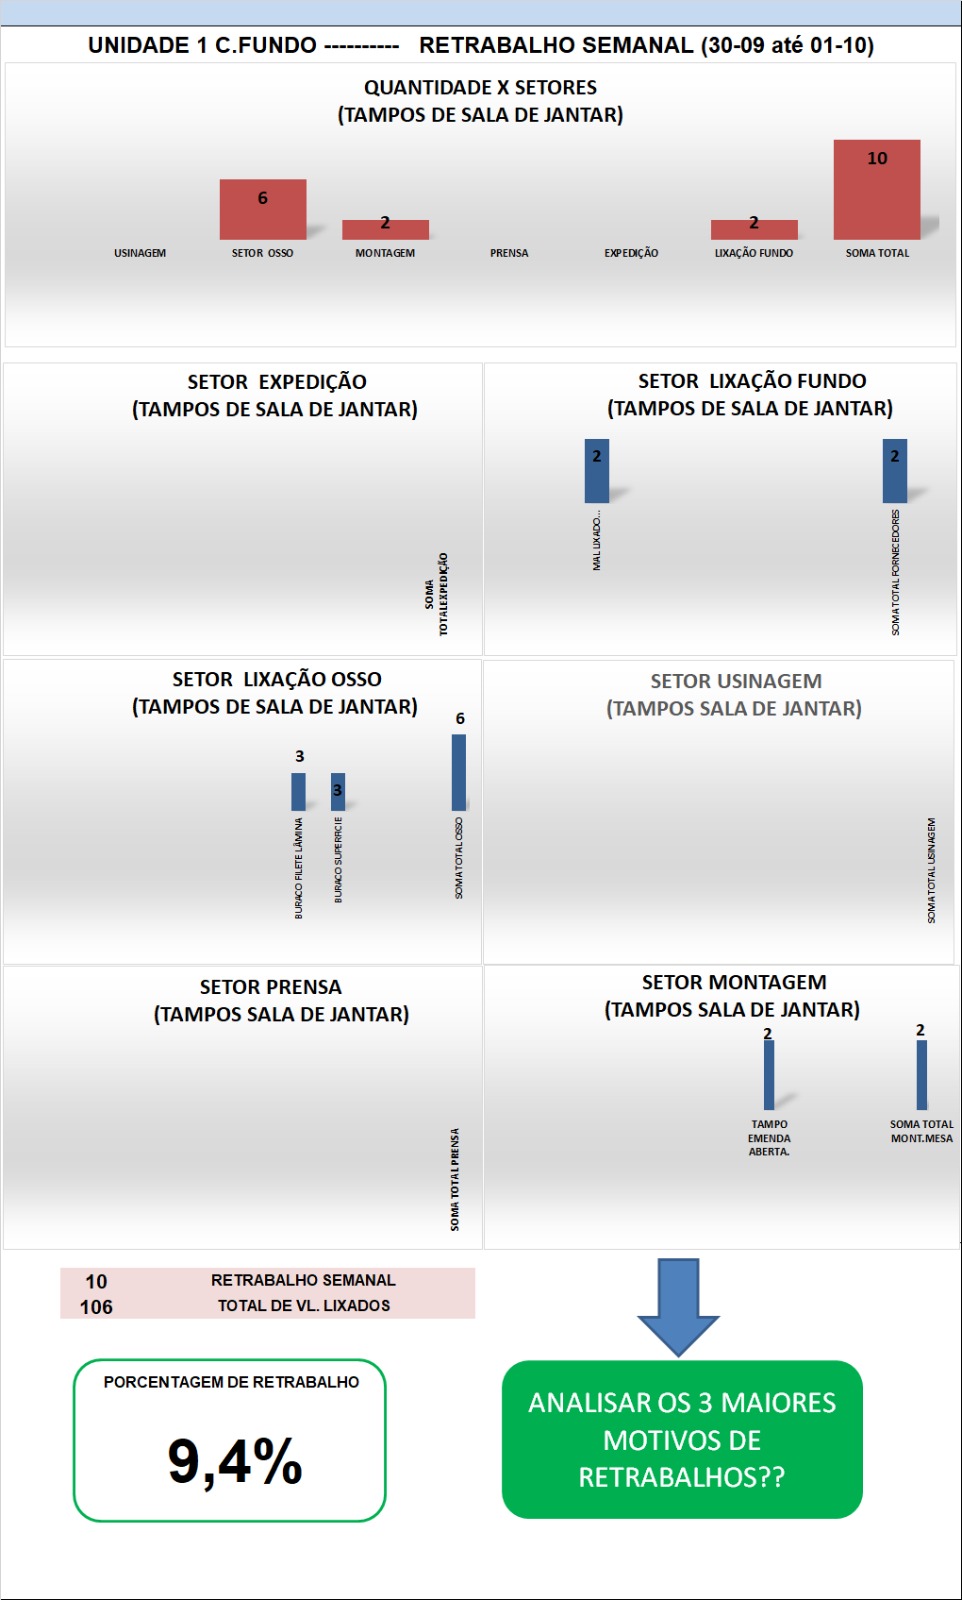 UNIDADE 1 C.FUNDO ---------- RETRABALHO SEMANAL (30-09 até 01-10)
QUANTIDADE X SETORES
(TAMPOS DE SALA DE JANTAR)
6
2
2
10
USINAGEM
SETOR OSSO
MONTAGEM
PRENSA
EXPEDIÇÃO
LIXAÇÃO FUNDO
SOMA TOTAL
SETOR EXPEDIÇÃO
(TAMPOS DE SALA DE JANTAR)
SOMA
TOTALEXPEDIÇÃO
SETOR LIXAÇÃO FUNDO
(TAMPOS DE SALA DE JANTAR)
2
2
MAL LIXADO...
SOMA TOTAL FORNECEDORES
SETOR LIXAÇÃO OSSO
(TAMPOS DE SALA DE JANTAR)
3
3
6
BURACO FILETE LÂMINA
BURACO SUPERFICIE
SOMA TOTAL OSSO
SETOR USINAGEM
(TAMPOS SALA DE JANTAR)
SOMA TOTAL USINAGEM
SETOR PRENSA
(TAMPOS SALA DE JANTAR)
SOMA TOTAL PRENSA
SETOR MONTAGEM
(TAMPOS SALA DE JANTAR)
2
2
TAMPO
EMENDA
ABERTA.
SOMA TOTAL
MONT.MESA
10 RETRABALHO SEMANAL
106 TOTAL DE VL. LIXADOS
PORCENTAGEM DE RETRABALHO
9,4%
ANALISAR OS 3 MAIORES
MOTIVOS DE
RETRABALHOS??